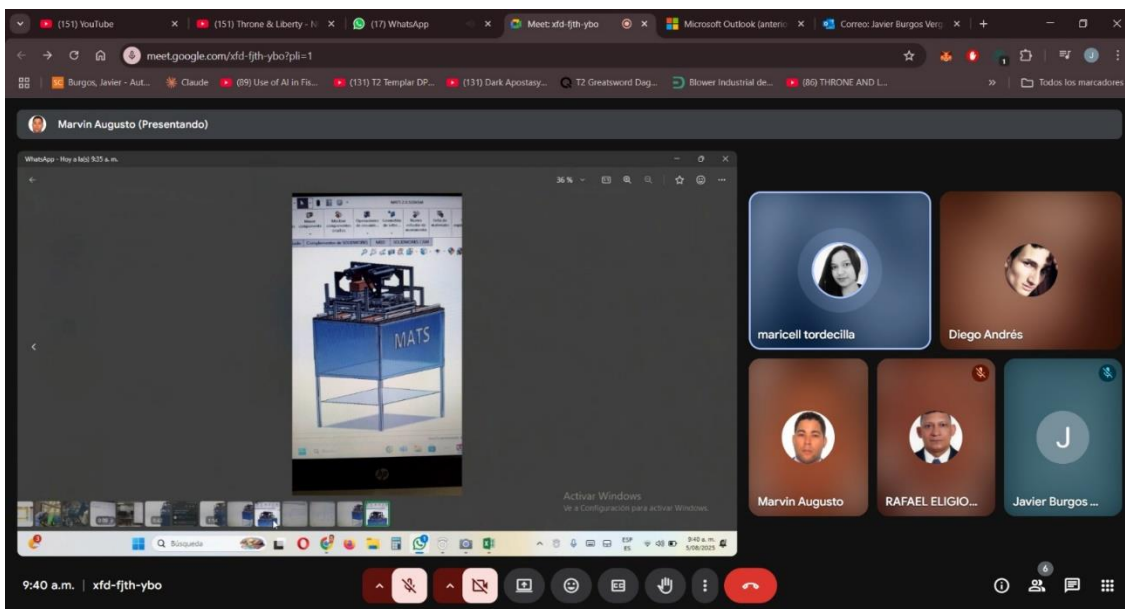 (151) YouTube
(151) Throne & Liberty - N
(17) WhatsApp
Meet: xfd-fjth-ybo
Microsoft Outlook (anterio
Correo: Javier Burgos Verg
meet.google.com/xfd-fjth-ybo?pli=1
Burgos, Javier - Aut...
Claude
(89) Use of AI in Fis...
(131) T2 Templar DP...
(131) Dark Apostasy...
T2 Greatsword Dag...
Blower Industrial de...
(86) THRONE AND L...
Todos los marcadores
Marvin Augusto (Presentando)
WhatsApp - Hoy a la(s) 9:35 a. m.
36 %
MATS
hp
maricell tordecilla
Diego Andrés
Marvin Augusto
RAFAEL ELIGIO...
J
Javier Burgos ...
Activar Windows
Ve a Configuración para activar Windows.
Búsqueda
ESP
ES
9:40 a. m.
5/08/2025
9:40 a.m. | xfd-fjth-ybo
6